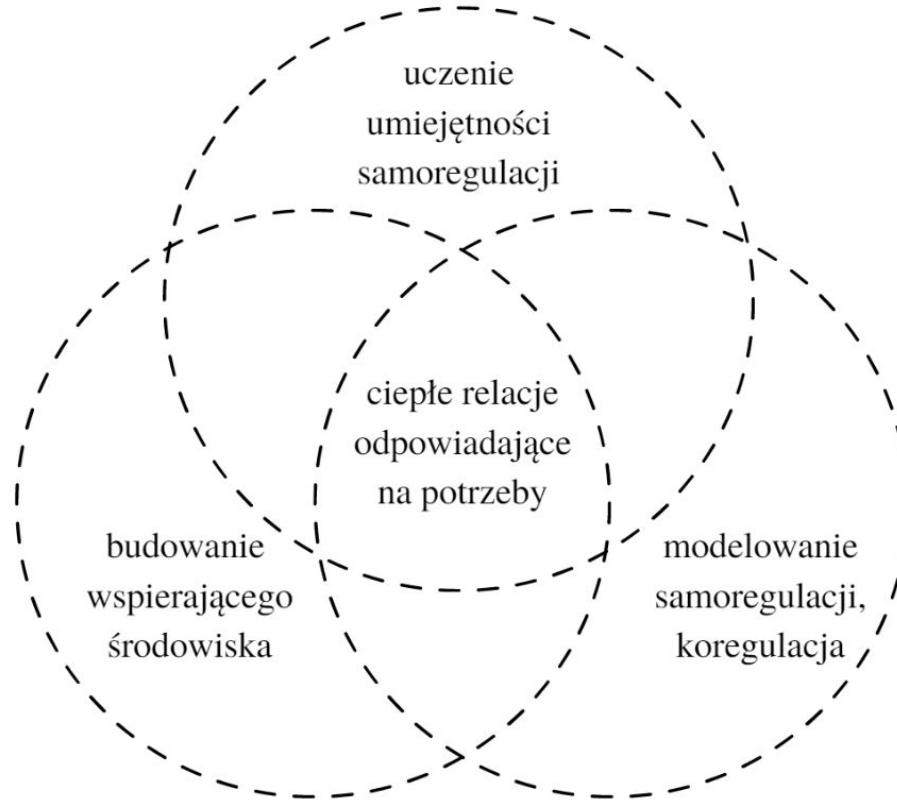 uczenie
umiejętności
samoregulacji
ciepłe relacje
odpowiadające
na potrzeby
budowanie
wspierającego
środowiska
modelowanie
samoregulacji,
koregulacja